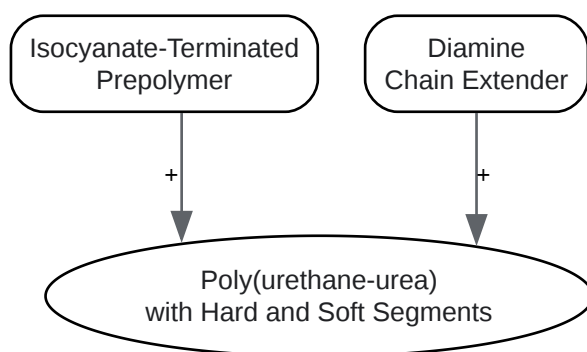 Isocyanate-Terminated
Prepolymer
Diamine
Chain Extender
+
+
Poly(urethane-urea)
with Hard and Soft Segments